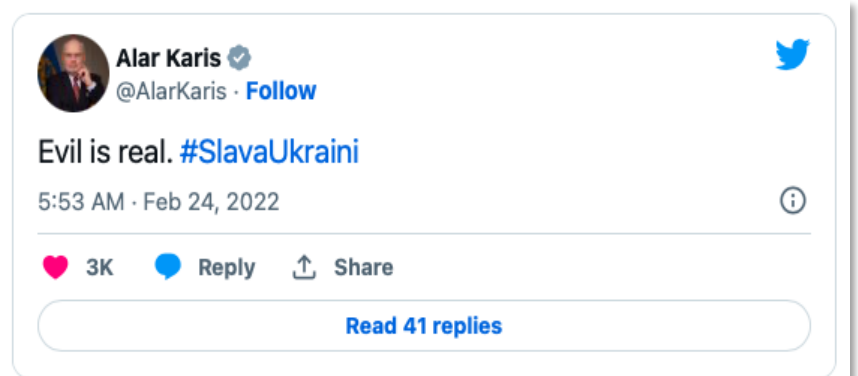 Alar Karis
@AlarKaris · Follow
Evil is real. #SlavaUkraini
5:53 AM · Feb 24, 2022
3K Reply Share
Read 41 replies